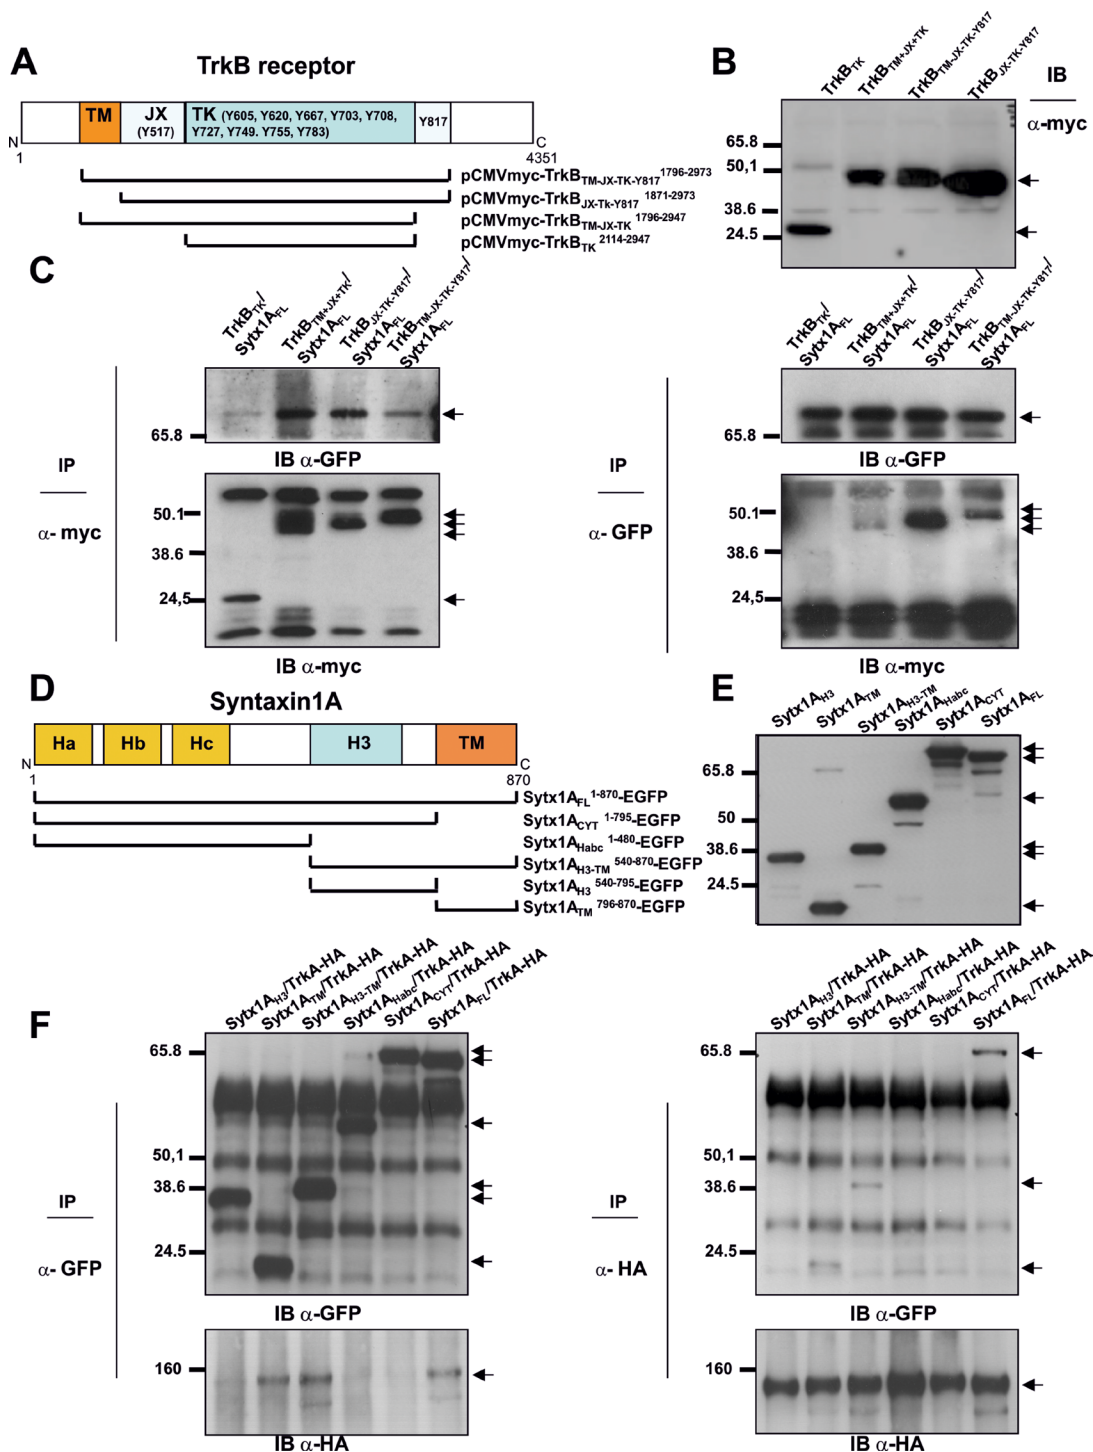 A
TrkB receptor
TM
JX
(Y517)
TK (Y605, Y620, Y667, Y703, Y708,
Y727, Y749. Y755, Y783)
Y817
N
C
1
4351
pCMVmyc-TrkBTM-JX-TK-Y817 1796-2973
pCMVmyc-TrkBJX-Tk-Y817 1871-2973
pCMVmyc-TrkBTM-JX-TK 1796-2947
pCMVmyc-TrkBTK 2114-2947
B
TrkBTK
TrkBTM+JX+TK
TrkBTM-JX-TK-Y817
TrkBJX-TK-Y817
IB
α-myc
65.8
50,1
38.6
24.5
C
TrkBTK/
Sytx1AFL
TrkBTM+JX+TK/
Sytx1AFL
TrkBJX-TK-Y817/
Sytx1AFL
TrkBTM-JX-TK-Y817/
Sytx1AFL
65.8
IB α-GFP
IP
α- myc
50.1
38.6
24,5
IB α-myc
TrkBTK/
Sytx1AFL
TrkBTM+JX+TK/
Sytx1AFL
TrkBJX-TK-Y817/
Sytx1AFL
TrkBTM-JX-TK-Y817/
Sytx1AFL
65.8
IB α-GFP
IP
α- GFP
50.1
38.6
24,5
IB α-myc
D
Syntaxin1A
Ha
Hb
Hc
H3
TM
N
C
1
870
Sytx1AFL 1-870-EGFP
Sytx1ACYT 1-795-EGFP
Sytx1AHabc 1-480-EGFP
Sytx1AH3-TM 540-870-EGFP
Sytx1AH3 540-795-EGFP
Sytx1ATM 796-870-EGFP
E
Sytx1AH3
Sytx1ATM
Sytx1AH3-TM
Sytx1AHabc
Sytx1ACYT
Sytx1AFL
65.8
50
38.6
24.5
F
Sytx1AH3/TrkA-HA
Sytx1ATM/TrkA-HA
Sytx1AH3-TM/TrkA-HA
Sytx1AHabc/TrkA-HA
Sytx1ACYT/TrkA-HA
Sytx1AFL/TrkA-HA
65.8
50,1
38.6
24.5
IP
α- GFP
IB α-GFP
160
IB α-HA
Sytx1AH3/TrkA-HA
Sytx1ATM/TrkA-HA
Sytx1AH3-TM/TrkA-HA
Sytx1AHabc/TrkA-HA
Sytx1ACYT/TrkA-HA
Sytx1AFL/TrkA-HA
65.8
50,1
38.6
24.5
IP
α- HA
IB α-GFP
160
IB α-HA